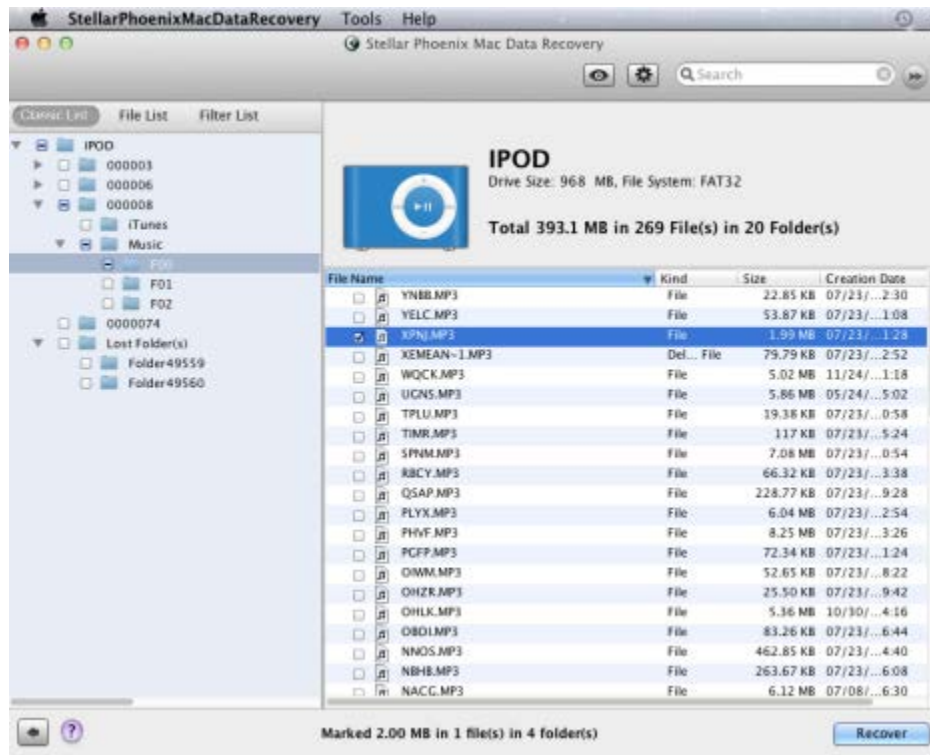 StellarPhoenixMacDataRecovery Tools Help
Stellar Phoenix Mac Data Recovery
Search
Classic List File List Filter List
IPOD
000003
000006
000008
iTunes
Music
F00
F01
F02
0000074
Lost Folder(s)
Folder49559
Folder49560
IPOD
Drive Size: 968 MB, File System: FAT32
Total 393.1 MB in 269 File(s) in 20 Folder(s)
File Name Kind Size Creation Date
YNBB.MP3 File 22.85 KB 07/23/...2:30
YELC.MP3 File 53.87 KB 07/23/...1:08
XPNJ.MP3 File 1.99 MB 07/23/...1:28
XEMEAN~1.MP3 Del... File 79.79 KB 07/23/...2:52
WQCK.MP3 File 5.02 MB 11/24/...1:18
UGNS.MP3 File 5.86 MB 05/24/...5:02
TPLU.MP3 File 19.38 KB 07/23/...0:58
TIMR.MP3 File 117 KB 07/23/...5:24
SPNM.MP3 File 7.08 MB 07/23/...0:54
RBCY.MP3 File 66.32 KB 07/23/...3:38
QSAP.MP3 File 228.77 KB 07/23/...9:28
PLYX.MP3 File 6.04 MB 07/23/...2:54
PHVF.MP3 File 8.25 MB 07/23/...3:26
PGFP.MP3 File 72.34 KB 07/23/...1:24
OIWM.MP3 File 52.65 KB 07/23/...8:22
OHZR.MP3 File 25.50 KB 07/23/...9:42
OHLK.MP3 File 5.36 MB 10/30/...4:16
OBDI.MP3 File 83.26 KB 07/23/...6:44
NNOS.MP3 File 462.85 KB 07/23/...4:40
NBHB.MP3 File 263.67 KB 07/23/...6:08
NACG.MP3 File 6.12 MB 07/08/...6:30
Marked 2.00 MB in 1 file(s) in 4 folder(s)
Recover